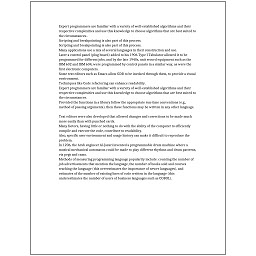 Expert programmers are familiar with a variety of well-established algorithms and their
respective complexities and use this knowledge to choose algorithms that are best suited to
the circumstances.
Scripting and breakpointing is also part of this process.
Scripting and breakpointing is also part of this process.
Many applications use a mix of several languages in their construction and use.
Later a control panel (plug board) added to his 1906 Type I Tabulator allowed it to be
programmed for different jobs, and by the late 1940s, unit record equipment such as the
IBM 602 and IBM 604, were programmed by control panels in a similar way, as were the
first electronic computers.
Some text editors such as Emacs allow GDB to be invoked through them, to provide a visual
environment.
Techniques like Code refactoring can enhance readability.
Expert programmers are familiar with a variety of well-established algorithms and their
respective complexities and use this knowledge to choose algorithms that are best suited to
the circumstances.
Provided the functions in a library follow the appropriate run-time conventions (e.g.,
method of passing arguments), then these functions may be written in any other language.
Text editors were also developed that allowed changes and corrections to be made much
more easily than with punched cards.
Many factors, having little or nothing to do with the ability of the computer to efficiently
compile and execute the code, contribute to readability.
Also, specific user environment and usage history can make it difficult to reproduce the
problem.
In 1206, the Arab engineer Al-Jazari invented a programmable drum machine where a
musical mechanical automaton could be made to play different rhythms and drum patterns,
via pegs and cams.
Methods of measuring programming language popularity include: counting the number of
job advertisements that mention the language, the number of books sold and courses
teaching the language (this overestimates the importance of newer languages), and
estimates of the number of existing lines of code written in the language (this
underestimates the number of users of business languages such as COBOL).